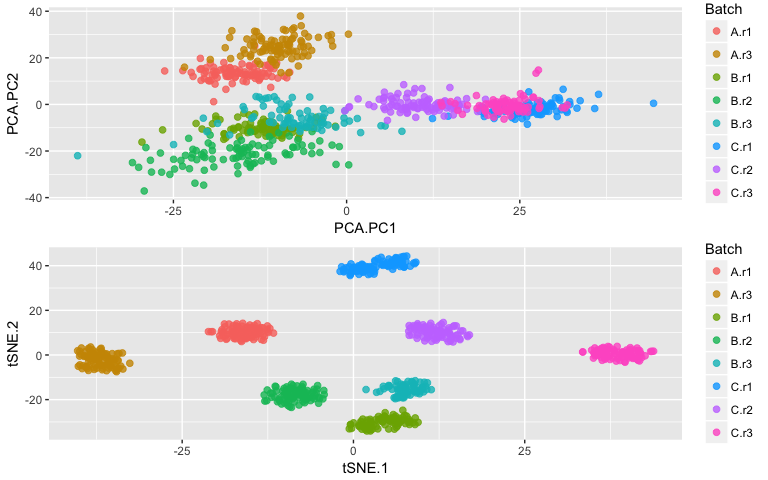 40
20
0
-20
-40
PCA.PC2
-25
0
25
PCA.PC1
Batch
A.r1
A.r3
B.r1
B.r2
B.r3
C.r1
C.r2
C.r3
40
20
0
-20
tSNE.2
-25
0
25
tSNE.1
Batch
A.r1
A.r3
B.r1
B.r2
B.r3
C.r1
C.r2
C.r3